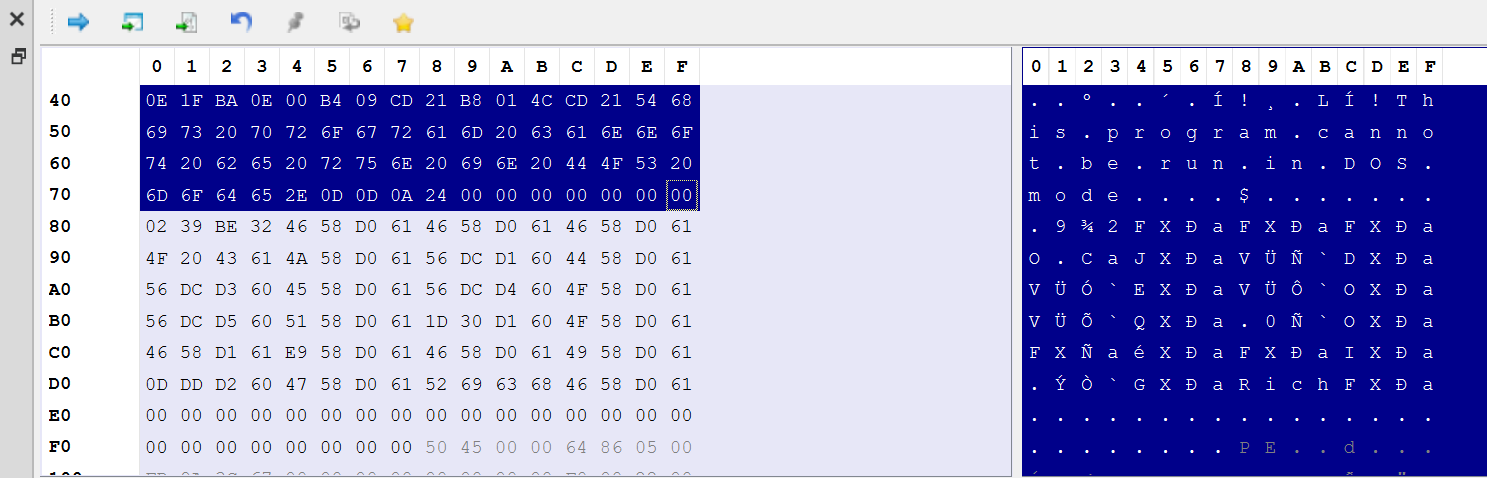 0 1 2 3 4 5 6 7 8 9 A B C D E F 0 1 2 3 4 5 6 7 8 9 A B C D E F
40 0E 1F BA 0E 00 B4 09 CD 21 B8 01 4C CD 21 54 68 . . º . . ´ . Í ! ¸ . L Í ! T h
50 69 73 20 70 72 6F 67 72 61 6D 20 63 61 6E 6E 6F i s . p r o g r a m . c a n n o
60 74 20 62 65 20 72 75 6E 20 69 6E 20 44 4F 53 20 t . b e . r u n . i n . D O S .
70 6D 6F 64 65 2E 0D 0D 0A 24 00 00 00 00 00 00 00 m o d e . . . . $ . . . . . . .
80 02 39 BE 32 46 58 D0 61 46 58 D0 61 46 58 D0 61 . 9 ¾ 2 F X Ð a F X Ð a F X Ð a
90 4F 20 43 61 4A 58 D0 61 56 DC D1 60 44 58 D0 61 O . C a J X Ð a V Ü Ñ ` D X Ð a
A0 56 DC D3 60 45 58 D0 61 56 DC D4 60 4F 58 D0 61 V Ü Ó ` E X Ð a V Ü Ô ` O X Ð a
B0 56 DC D5 60 51 58 D0 61 1D 30 D1 60 4F 58 D0 61 V Ü Õ ` Q X Ð a . 0 Ñ ` O X Ð a
C0 46 58 D1 61 E9 58 D0 61 46 58 D0 61 49 58 D0 61 F X Ñ a é X Ð a F X Ð a I X Ð a
D0 0D DD D2 60 47 58 D0 61 52 69 63 68 46 58 D0 61 . Ý Ò ` G X Ð a R i c h F X Ð a
E0 00 00 00 00 00 00 00 00 00 00 00 00 00 00 00 00 . . . . . . . . . . . . . . . .
F0 00 00 00 00 00 00 00 00 50 45 00 00 64 86 05 00 . . . . . . . . P E . . d . . .